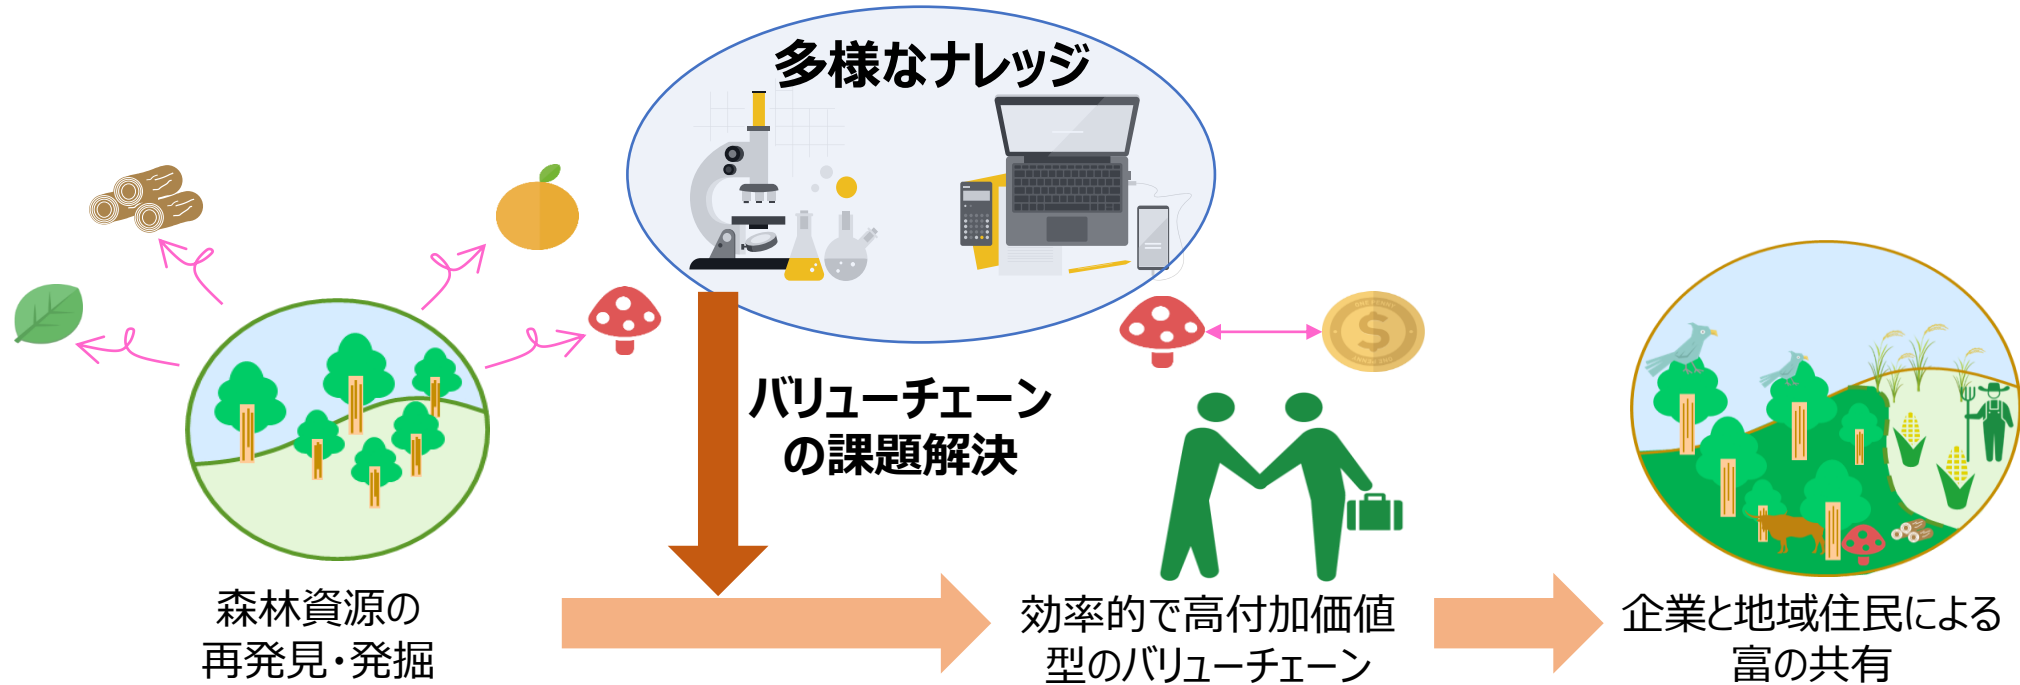 多様なナレッジ
バリューチェーン
の課題解決
森林資源の
再発見・発掘
効率的で高付加価値
型のバリューチェーン
企業と地域住民による
富の共有